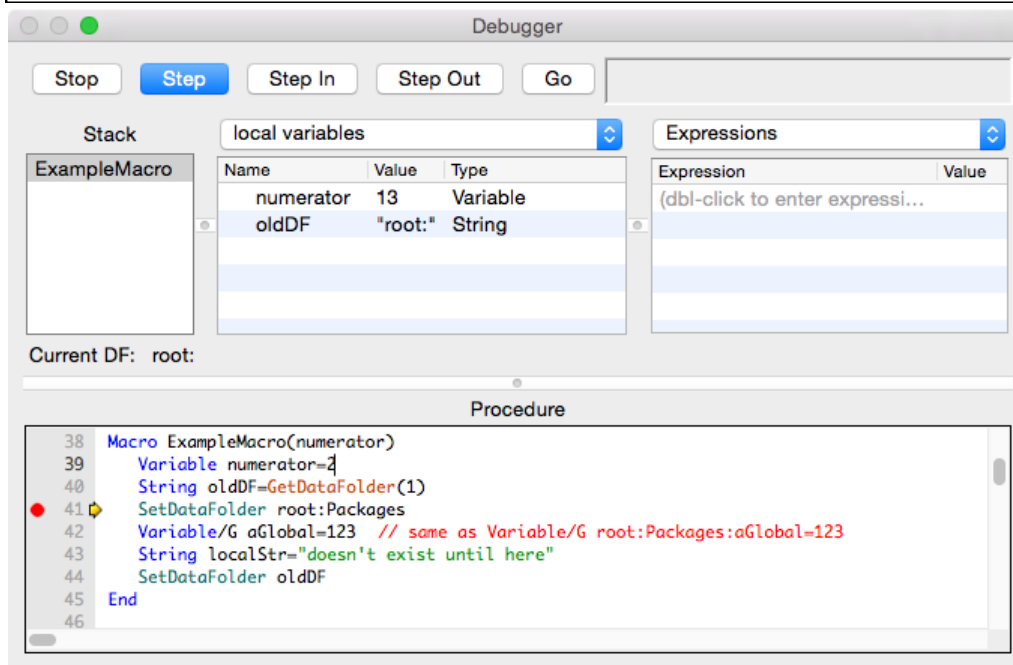 Debugger
Stop Step Step In Step Out Go
Stack local variables Expressions
ExampleMacro Name Value Type Expression Value
numerator 13 Variable (dbl-click to enter expressi...
oldDF "root:" String
Current DF: root:
Procedure
38 Macro ExampleMacro(numerator)
39 Variable numerator=2
40 String oldDF=GetDataFolder(1)
41 SetDataFolder root:Packages
42 Variable/G aGlobal=123 // same as Variable/G root:Packages:aGlobal=123
43 String localStr="doesn't exist until here"
44 SetDataFolder oldDF
45 End
46